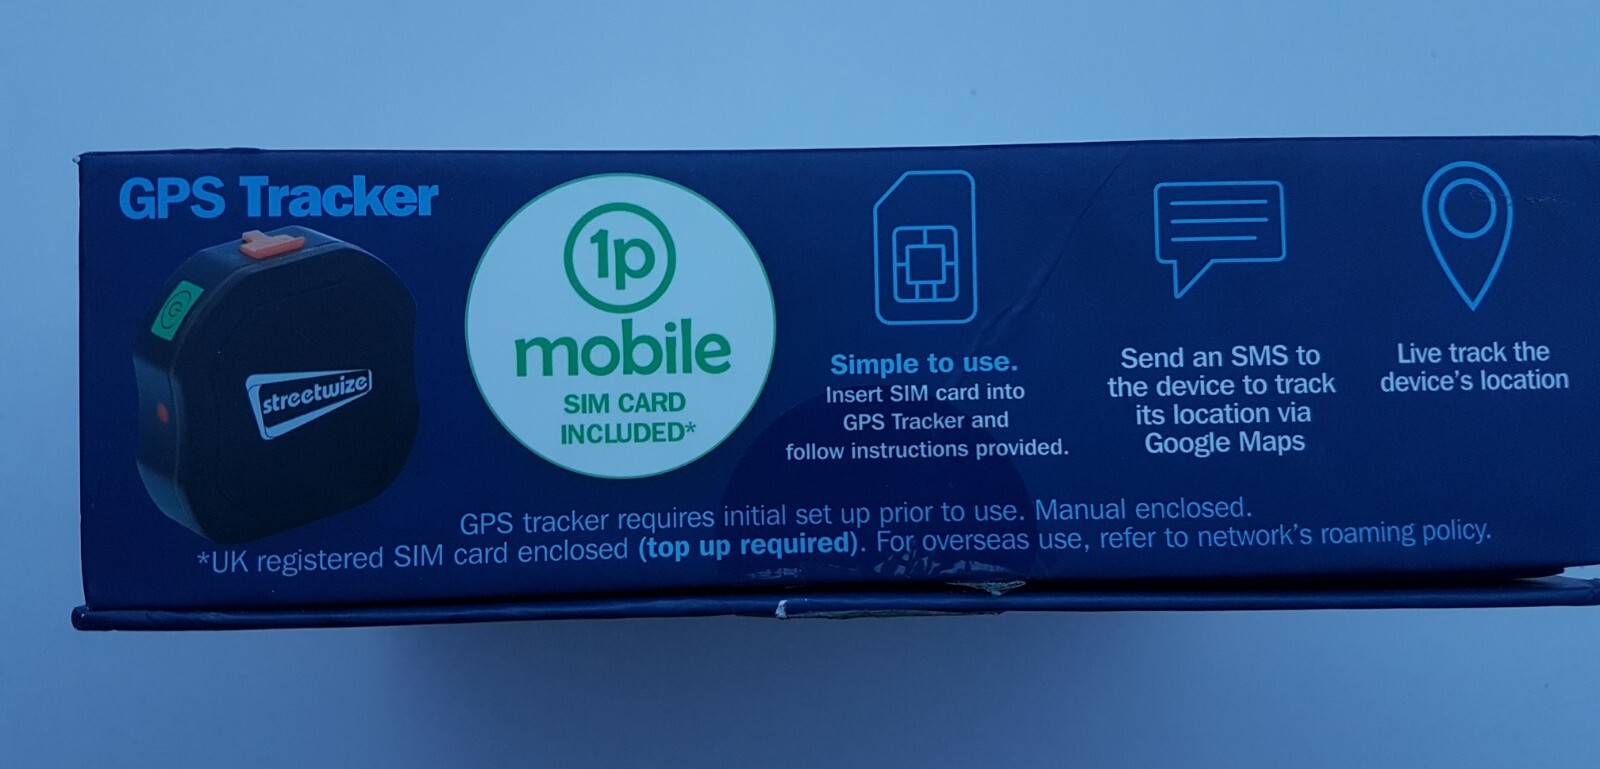 GPS Tracker
streetwize
1p
mobile
SIM CARD
INCLUDED*
Simple to use.
Insert SIM card into
GPS Tracker and
follow instructions provided.
Send an SMS to
the device to track
its location via
Google Maps
Live track the
device's location
GPS tracker requires initial set up prior to use. Manual enclosed.
*UK registered SIM card enclosed (top up required). For overseas use, refer to network's roaming policy.